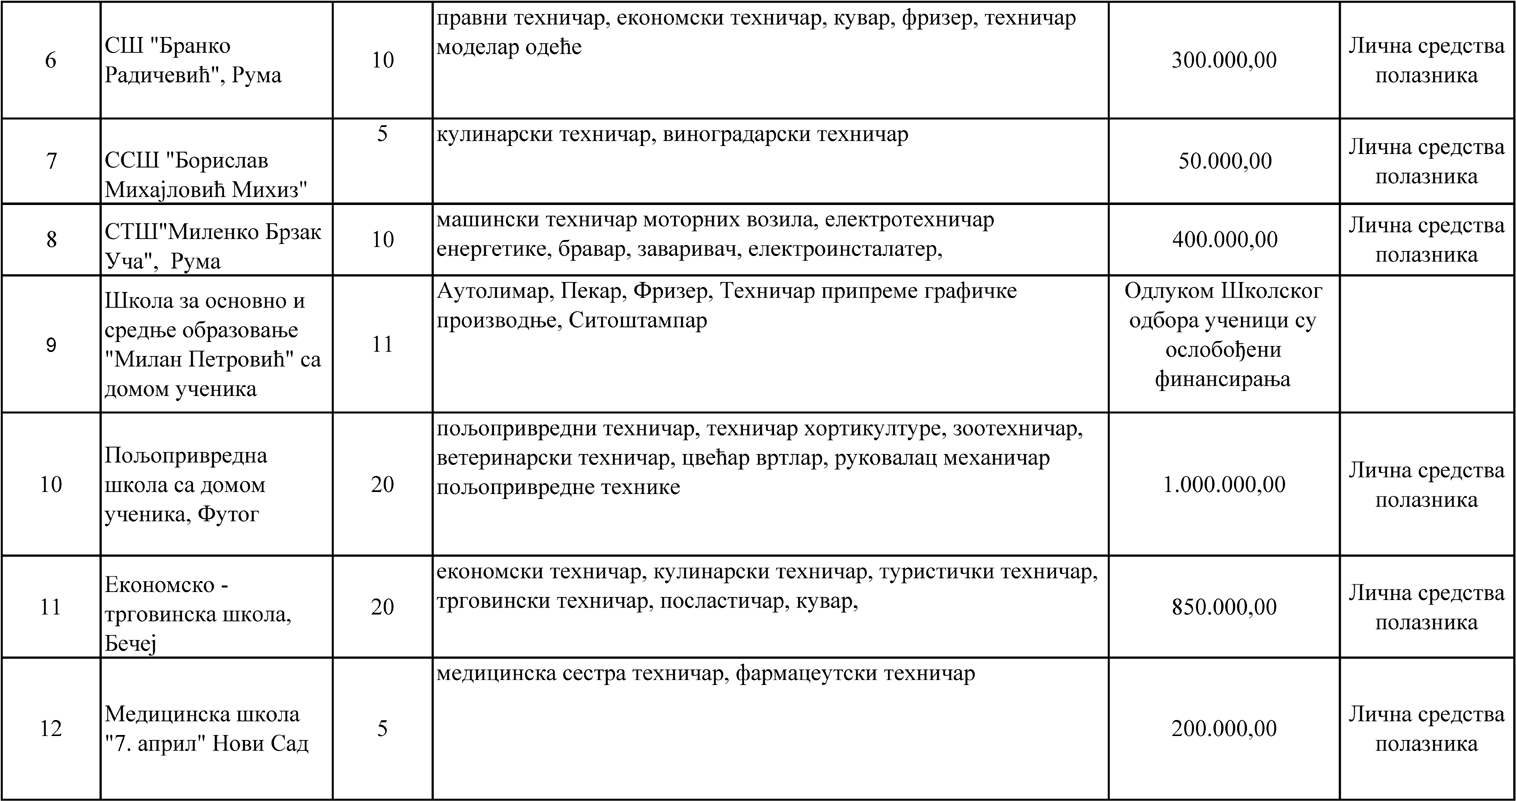 6
СШ "Бранко
Радичевић", Рума
10
правни техничар, економски техничар, кувар, фризер, техничар
моделар одеће
300.000,00
Лична средства
полазника
7
ССШ "Борислав
Михајловић Михиз"
5
кулинарски техничар, виноградарски техничар
50.000,00
Лична средства
полазника
8
СТШ"Миленко Брзак
Уча",  Рума
10
машински техничар моторних возила, електротехничар
енергетике, бравар, заваривач, електроинсталатер,
400.000,00
Лична средства
полазника
9
Школа за основно и
средње образовање
"Милан Петровић" са
домом ученика
11
Аутолимар, Пекар, Фризер, Техничар припреме графичке
производње, Ситоштампар
Одлуком Школског
одбора ученици су
ослобођени
финансирања
10
Пољопривредна
школа са домом
ученика, Футог
20
пољопривредни техничар, техничар хортикултуре, зоотехничар,
ветеринарски техничар, цвећар вртлар, руковалац механичар
пољопривредне технике
1.000.000,00
Лична средства
полазника
11
Економско -
трговинска школа,
Бечеј
20
економски техничар, кулинарски техничар, туристички техничар,
трговински техничар, посластичар, кувар,
850.000,00
Лична средства
полазника
12
Медицинска школа
"7. април" Нови Сад
5
медицинска сестра техничар, фармацеутски техничар
200.000,00
Лична средства
полазника